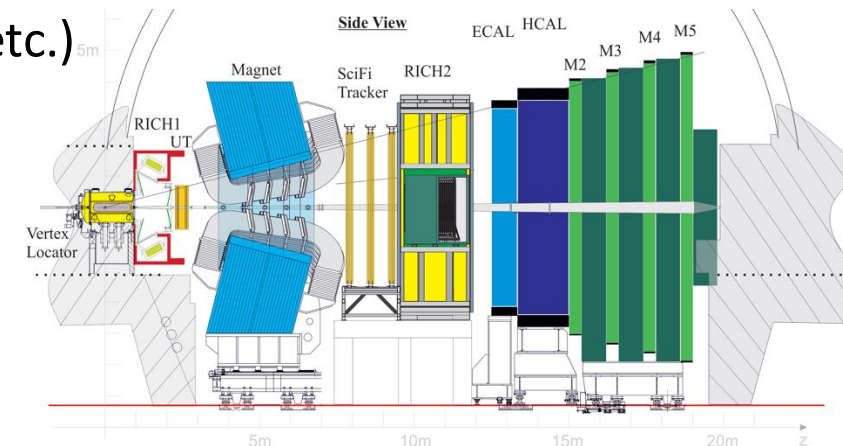 etc.)
Side View
5m
Magnet
SciFi
Tracker
RICH2
ECAL
HCAL
M2
M3
M4
M5
RICH1
UT
Vertex
Locator
5m
10m
15m
20m
z